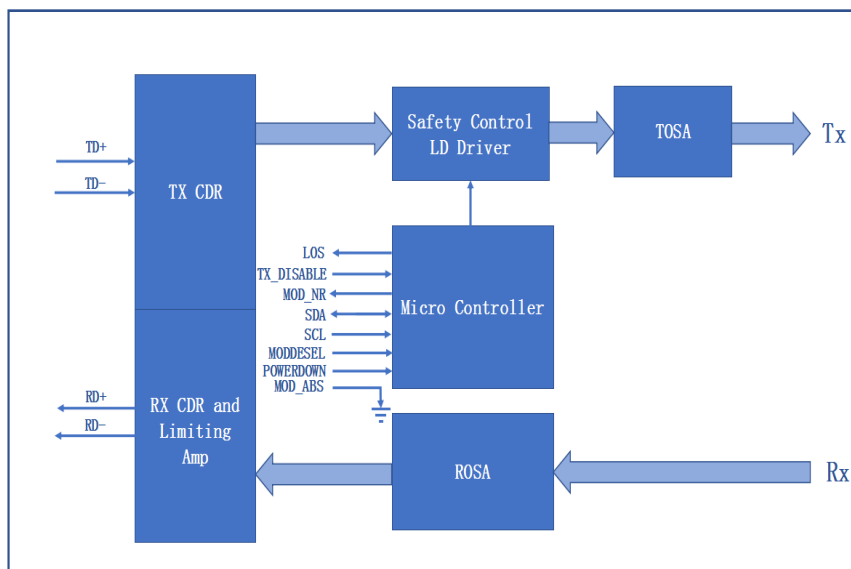 TD+
TD-
TX CDR
Safety Control
LD Driver
TOSA
Tx
LOS
TX_DISABLE
MOD_NR
SDA
SCL
MODDESEL
POWERDOWN
MOD_ABS
Micro Controller
RD+
RD-
RX CDR and
Limiting
Amp
ROSA
Rx